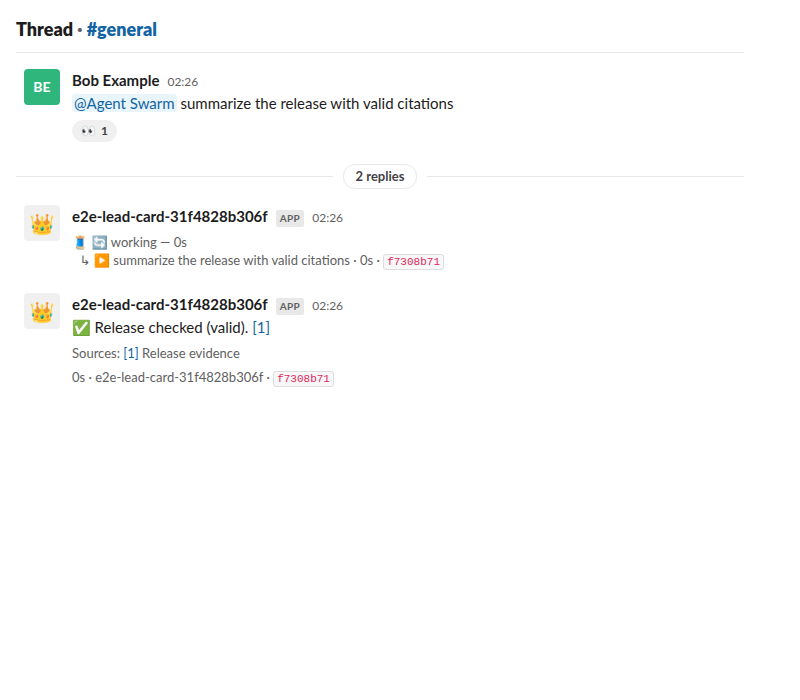 Thread • #general
BE
Bob Example 02:26
@Agent Swarm summarize the release with valid citations
👀 1
2 replies
e2e-lead-card-31f4828b306f APP 02:26
🧵 🔄 working — 0s
↳ ▶️ summarize the release with valid citations · 0s · f7308b71
e2e-lead-card-31f4828b306f APP 02:26
✅ Release checked (valid). [1]
Sources: [1] Release evidence
0s · e2e-lead-card-31f4828b306f · f7308b71